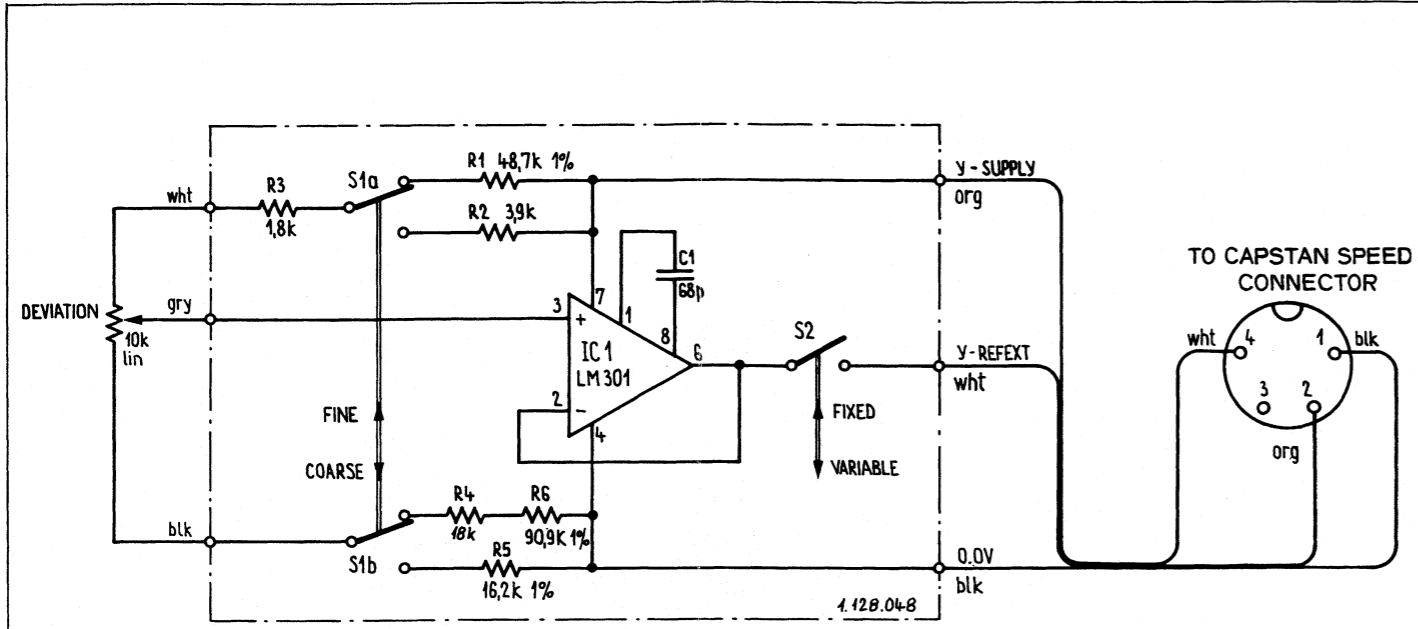 S1a
R1 48,7k 1%
Y-SUPPLY
wht
R3
org
1,8k
R2 3,9k
C1
68p
TO CAPSTAN SPEED
CONNECTOR
DEVIATION
gry
10k
lin
3
+
7
1
8
IC1
LM 301
6
2
-
4
S2
Y-REFEXT
wht
wht
4
1
blk
3
2
org
FINE
COARSE
FIXED
VARIABLE
R4
18k
R6
90,9k 1%
blk
S1b
R5
16,2k 1%
0.0V
blk
1.128.048